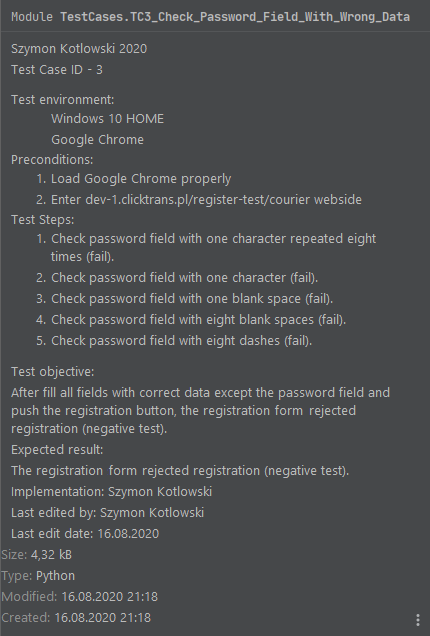 Module TestCases.TC3_Check_Password_Field_With_Wrong_Data
Szymon Kotlowski 2020
Test Case ID - 3
Test environment:
Windows 10 HOME
Google Chrome
Preconditions:
1. Load Google Chrome properly
2. Enter dev-1.clicktrans.pl/register-test/courier webside
Test Steps:
1. Check password field with one character repeated eight
times (fail).
2. Check password field with one character (fail).
3. Check password field with one blank space (fail).
4. Check password field with eight blank spaces (fail).
5. Check password field with eight dashes (fail).
Test objective:
After fill all fields with correct data except the password field and
push the registration button, the registration form rejected
registration (negative test).
Expected result:
The registration form rejected registration (negative test).
Implementation: Szymon Kotlowski
Last edited by: Szymon Kotlowski
Last edit date: 16.08.2020
Size: 4,32 kB
Type: Python
Modified: 16.08.2020 21:18
Created: 16.08.2020 21:18